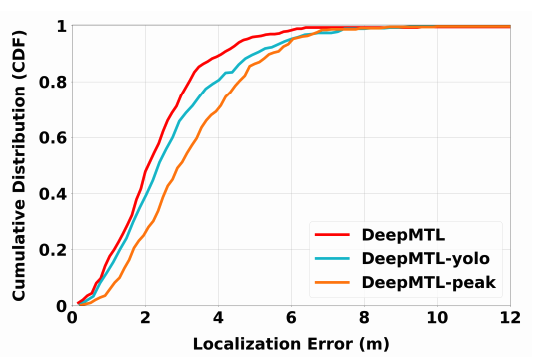 Cumulative Distribution (CDF)
1
0.8
0.6
0.4
0.2
0
0 2 4 6 8 10 12
Localization Error (m)
DeepMTL
DeepMTL-yolo
DeepMTL-peak